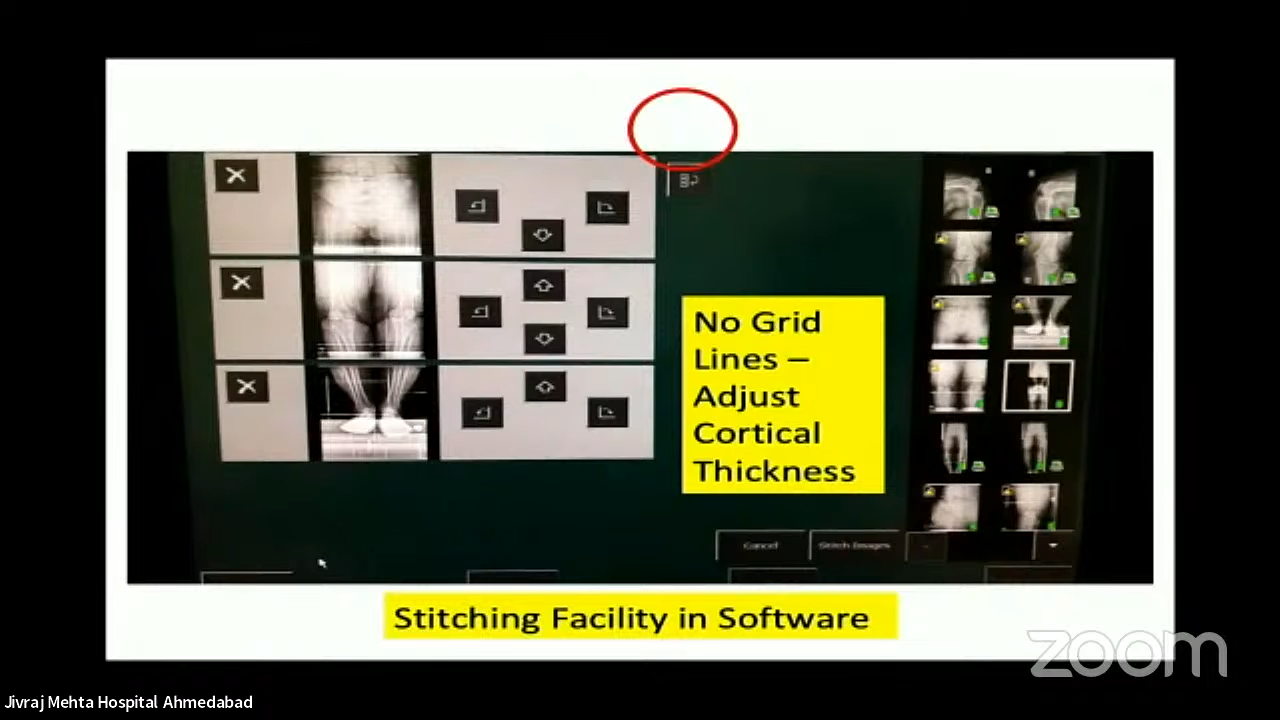 No Grid
Lines –
Adjust
Cortical
Thickness
Cancel
Stitch Images
Stitching Facility in Software
zoom
Jivraj Mehta Hospital Ahmedabad